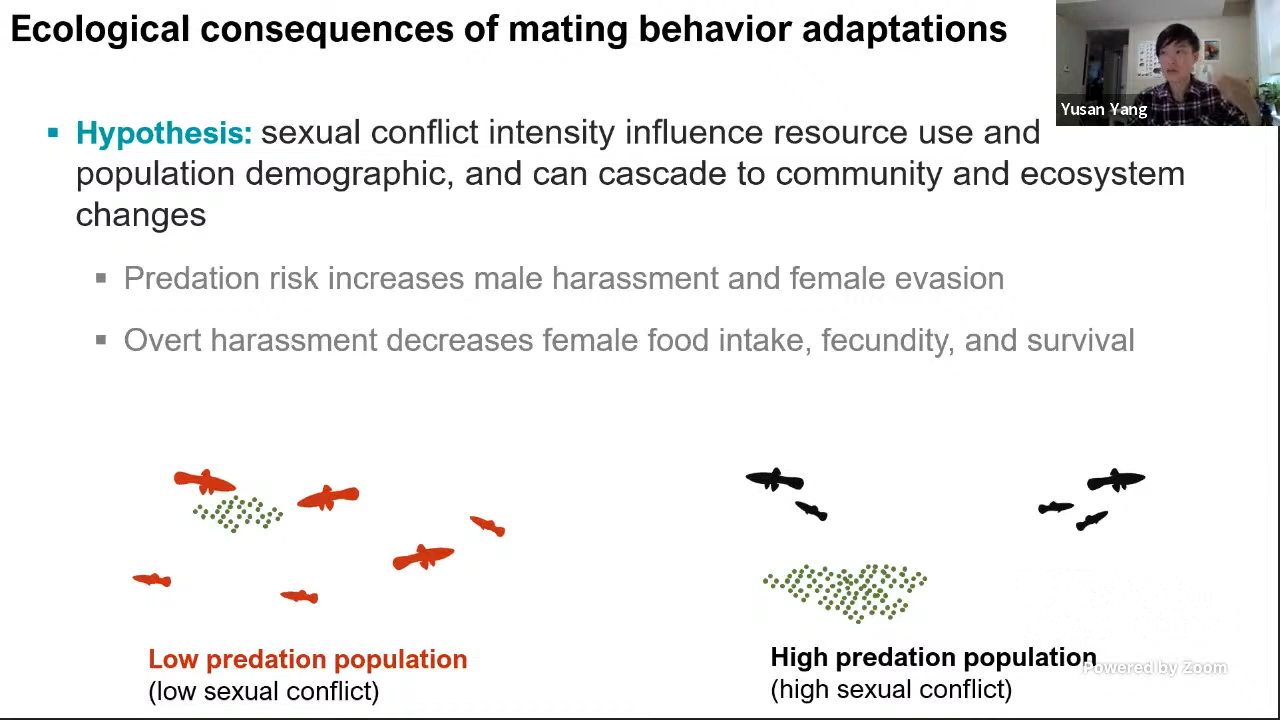 Ecological consequences of mating behavior adaptations
Yusan Yang
▪ Hypothesis: sexual conflict intensity influence resource use and
population demographic, and can cascade to community and ecosystem
changes
▪ Predation risk increases male harassment and female evasion
▪ Overt harassment decreases female food intake, fecundity, and survival
Low predation population
(low sexual conflict)
High predation population
(high sexual conflict)
Powered by Zoom